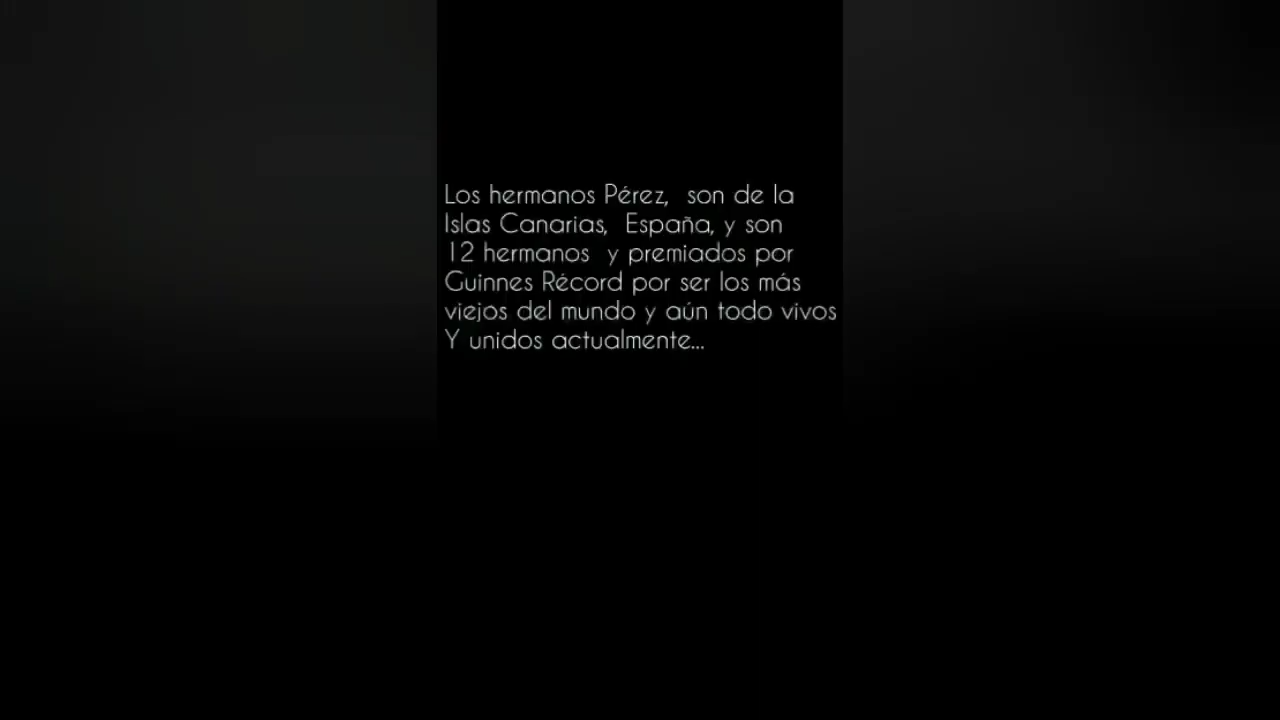 Los hermanos Pérez, son de la
Islas Canarias, España, y son
12 hermanos y premiados por
Guinnes Récord por ser los más
viejos del mundo y aún todo vivos
Y unidos actualmente...